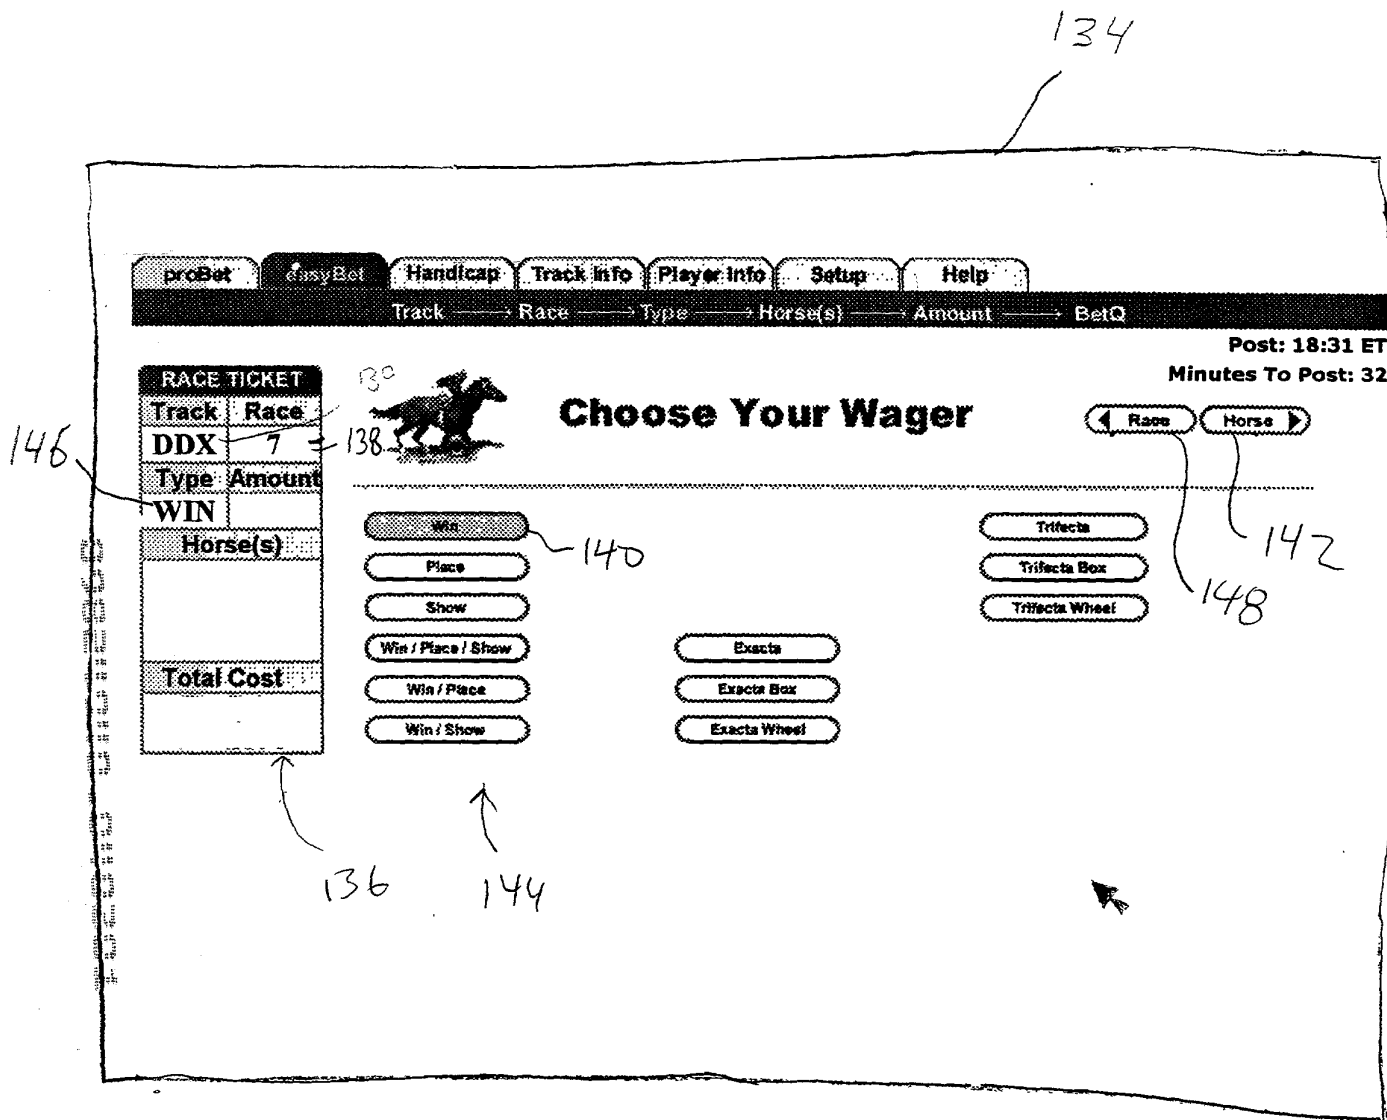 134
proBet easyBet Handicap Track Info Player Info Setup Help
Track → Race → Type → Horse(s) → Amount → BetQ
Post: 18:31 ET
Minutes To Post: 32
RACE TICKET
Track Race
130
DDX 7
138
Type Amount
146
WIN
Horse(s)
Total Cost
136
Choose Your Wager
Race Horse
148
142
Win
140
Place
Show
Win / Place / Show
Win / Place
Win / Show
144
Exacta
Exacta Box
Exacta Wheel
Trifecta
Trifecta Box
Trifecta Wheel